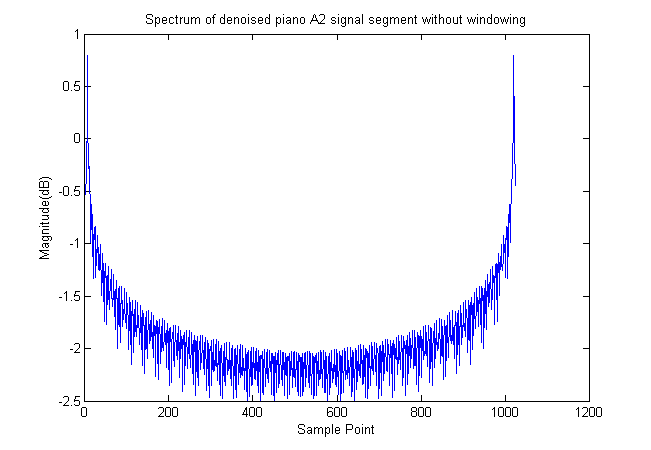 Spectrum of denoised piano A2 signal segment without windowing
1
0.5
0
-0.5
-1
-1.5
-2
-2.5
Magnitude(dB)
0 200 400 600 800 1000 1200
Sample Point